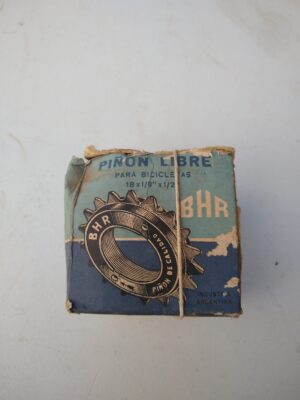 PIÑON LIBRE
PARA BICICLETAS
18 x 1/8" x 1/2"
BHR
BHR
PIÑON DE CALIDAD
INDUSTRIA
ARGENTINA